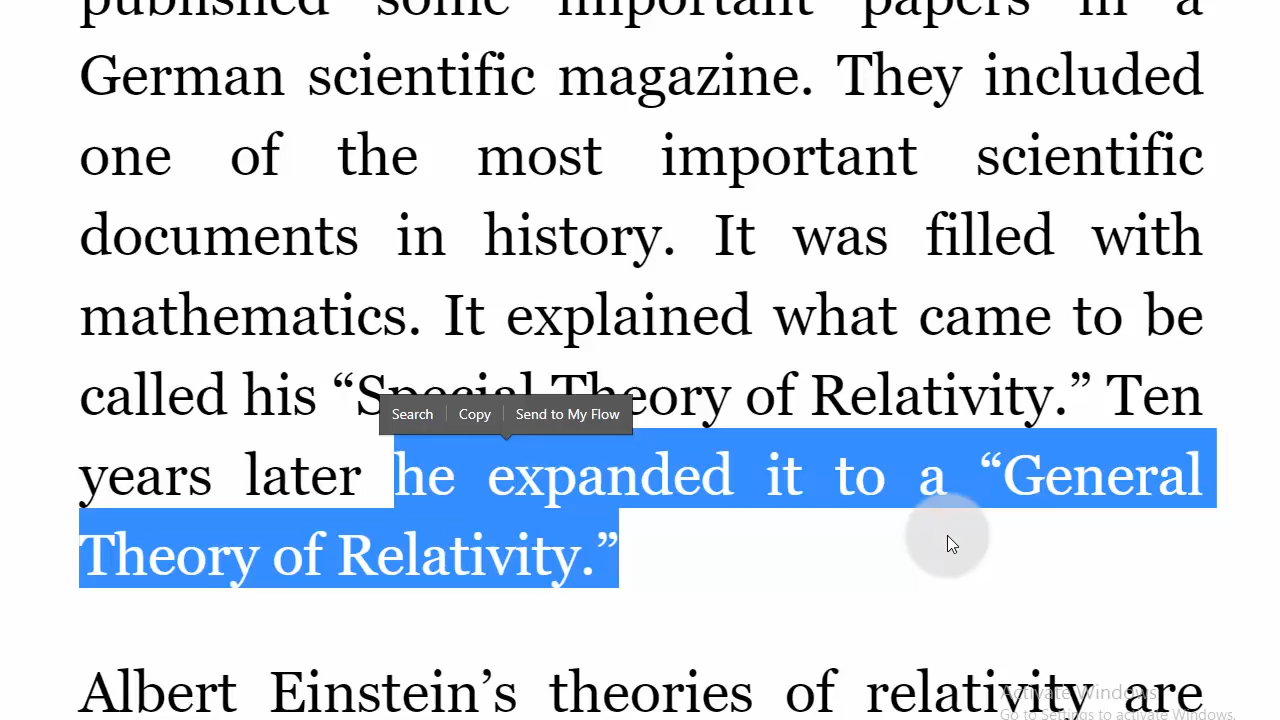 published some important papers in a
German scientific magazine. They included
one of the most important scientific
documents in history. It was filled with
mathematics. It explained what came to be
called his “Special Theory of Relativity.” Ten
Search Copy Send to My Flow
years later he expanded it to a “General
Theory of Relativity.”
Albert Einstein’s theories of relativity are
Activate Windows
Go to Settings to activate Windows.